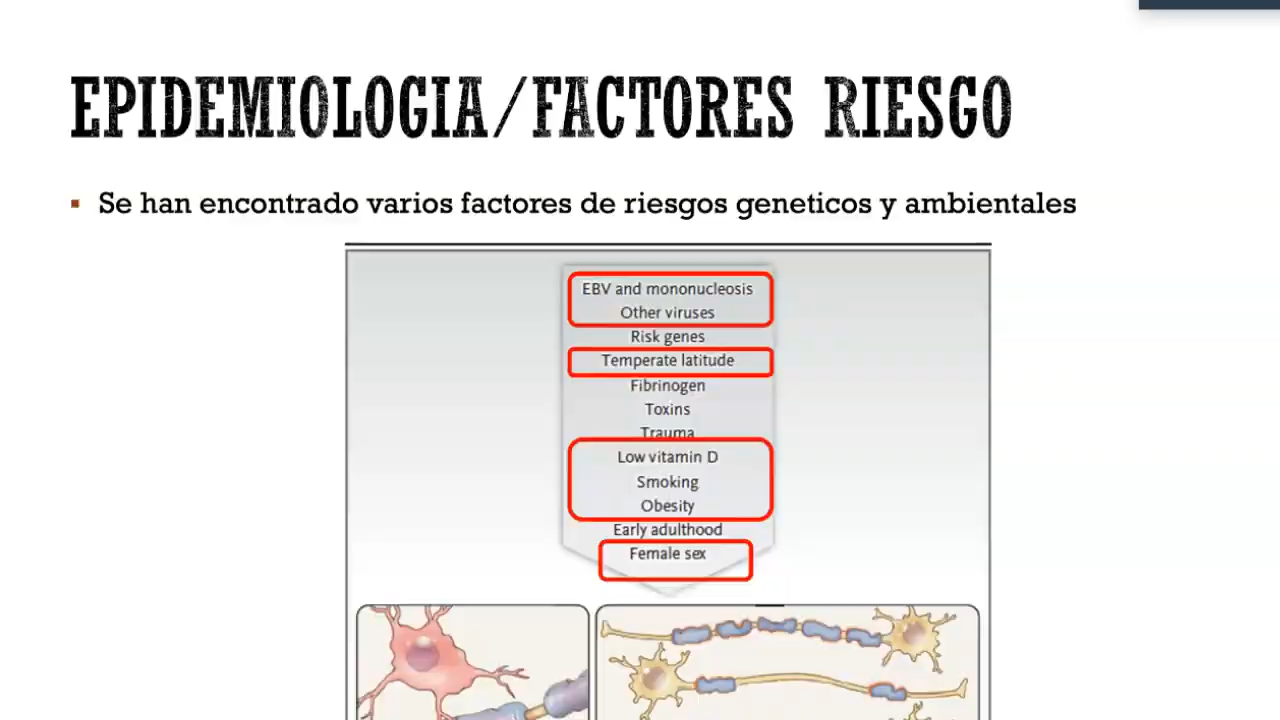 EPIDEMIOLOGIA/FACTORES RIESGO
▪ Se han encontrado varios factores de riesgos geneticos y ambientales
EBV and mononucleosis
Other viruses
Risk genes
Temperate latitude
Fibrinogen
Toxins
Trauma
Low vitamin D
Smoking
Obesity
Early adulthood
Female sex